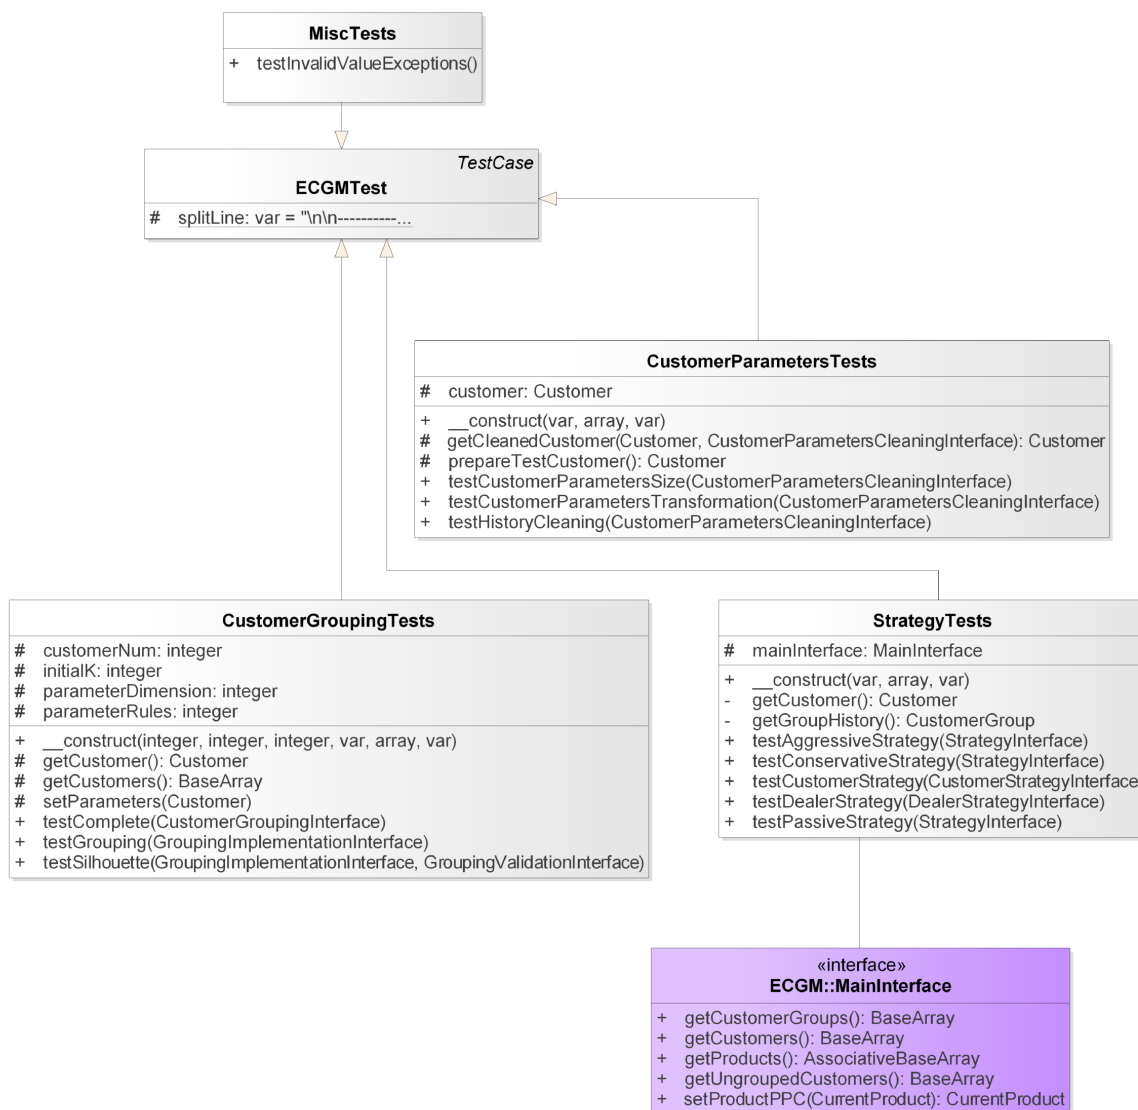 MiscTests
+ testInvalidValueExceptions()
TestCase
ECGMTest
# splitLine: var = "\n\n----------...
CustomerParametersTests
# customer: Customer
+ __construct(var, array, var)
# getCleanedCustomer(Customer, CustomerParametersCleaningInterface): Customer
# prepareTestCustomer(): Customer
+ testCustomerParametersSize(CustomerParametersCleaningInterface)
+ testCustomerParametersTransformation(CustomerParametersCleaningInterface)
+ testHistoryCleaning(CustomerParametersCleaningInterface)
CustomerGroupingTests
# customerNum: integer
# initialK: integer
# parameterDimension: integer
# parameterRules: integer
+ __construct(integer, integer, integer, var, array, var)
# getCustomer(): Customer
# getCustomers(): BaseArray
# setParameters(Customer)
+ testComplete(CustomerGroupingInterface)
+ testGrouping(GroupingImplementationInterface)
+ testSilhouette(GroupingImplementationInterface, GroupingValidationInterface)
StrategyTests
# mainInterface: MainInterface
+ __construct(var, array, var)
- getCustomer(): Customer
- getGroupHistory(): CustomerGroup
+ testAggressiveStrategy(StrategyInterface)
+ testConservativeStrategy(StrategyInterface)
+ testCustomerStrategy(CustomerStrategyInterface
+ testDealerStrategy(DealerStrategyInterface)
+ testPassiveStrategy(StrategyInterface)
«interface»
ECGM::MainInterface
+ getCustomerGroups(): BaseArray
+ getCustomers(): BaseArray
+ getProducts(): AssociativeBaseArray
+ getUngroupedCustomers(): BaseArray
+ setProductPPC(CurrentProduct): CurrentProduct